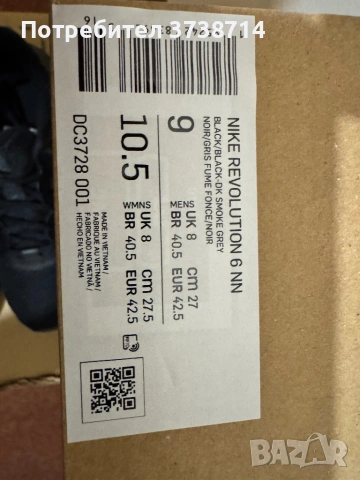 Потребител 3738714
NIKE REVOLUTION 6 NN
BLACK/BLACK-DK SMOKE GREY
NOIR/GRIS FUME FONCE/NOIR
9 MENS UK 8 cm 27
BR 40.5 EUR 42.5
10.5 WMNS UK 8 cm 27.5
BR 40.5 EUR 42.5
DC3728 001
MADE IN VIETNAM /
FABRIQUE AU VIETNAM /
FABRICADO NO VIETNÃ /
HECHO EN VIETNAM
BAZAR